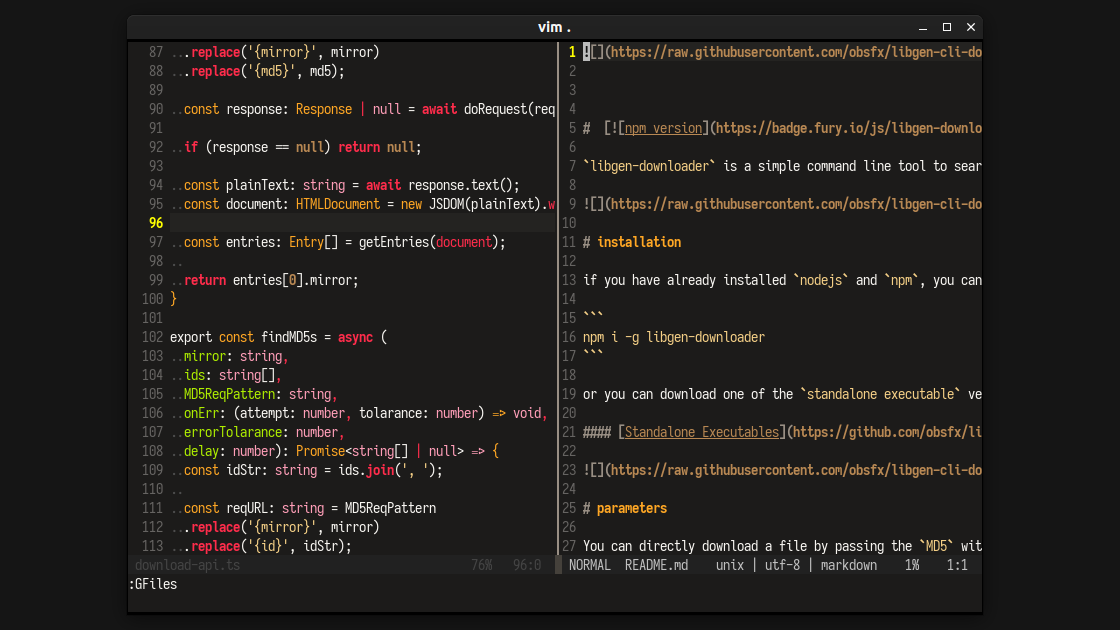 vim .
87 ...replace('{mirror}', mirror)
88 ...replace('{md5}', md5);
89
90 ..const response: Response | null = await doRequest(req
91
92 ..if (response == null) return null;
93
94 ..const plainText: string = await response.text();
95 ..const document: HTMLDocument = new JSDOM(plainText).w
96
97 ..const entries: Entry[] = getEntries(document);
98 ..
99 ..return entries[0].mirror;
100 }
101
102 export const findMD5s = async (
103 ..mirror: string,
104 ..ids: string[],
105 ..MD5ReqPattern: string,
106 ..onErr: (attempt: number, tolarance: number) => void,
107 ..errorTolarance: number,
108 ..delay: number): Promise<string[] | null> => {
109 ..const idStr: string = ids.join(', ');
110 ..
111 ..const reqURL: string = MD5ReqPattern
112 ...replace('{mirror}', mirror)
113 ...replace('{id}', idStr);
download-api.ts 76% 96:0
1 ![](https://raw.githubusercontent.com/obsfx/libgen-cli-do
2
3
4
5 #  [![npm version](https://badge.fury.io/js/libgen-downlo
6
7 `libgen-downloader` is a simple command line tool to sear
8
9 ![](https://raw.githubusercontent.com/obsfx/libgen-cli-do
10
11 # installation
12
13 if you have already installed `nodejs` and `npm`, you can
14
15 ```
16 npm i -g libgen-downloader
17 ```
18
19 or you can download one of the `standalone executable` ve
20
21 #### [Standalone Executables](https://github.com/obsfx/li
22
23 ![](https://raw.githubusercontent.com/obsfx/libgen-cli-do
24
25 # parameters
26
27 You can directly download a file by passing the `MD5` wit
NORMAL README.md unix | utf-8 | markdown 1% 1:1
:GFiles